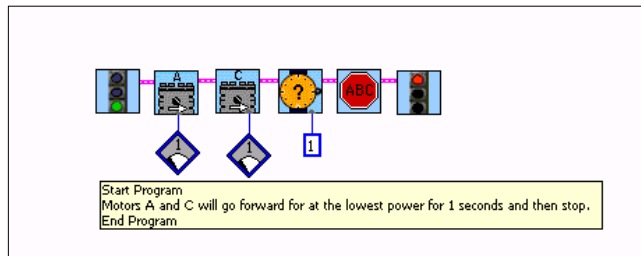 A C ? ABC
1 1 1
Start Program
Motors A and C will go forward for at the lowest power for 1 seconds and then stop.
End Program